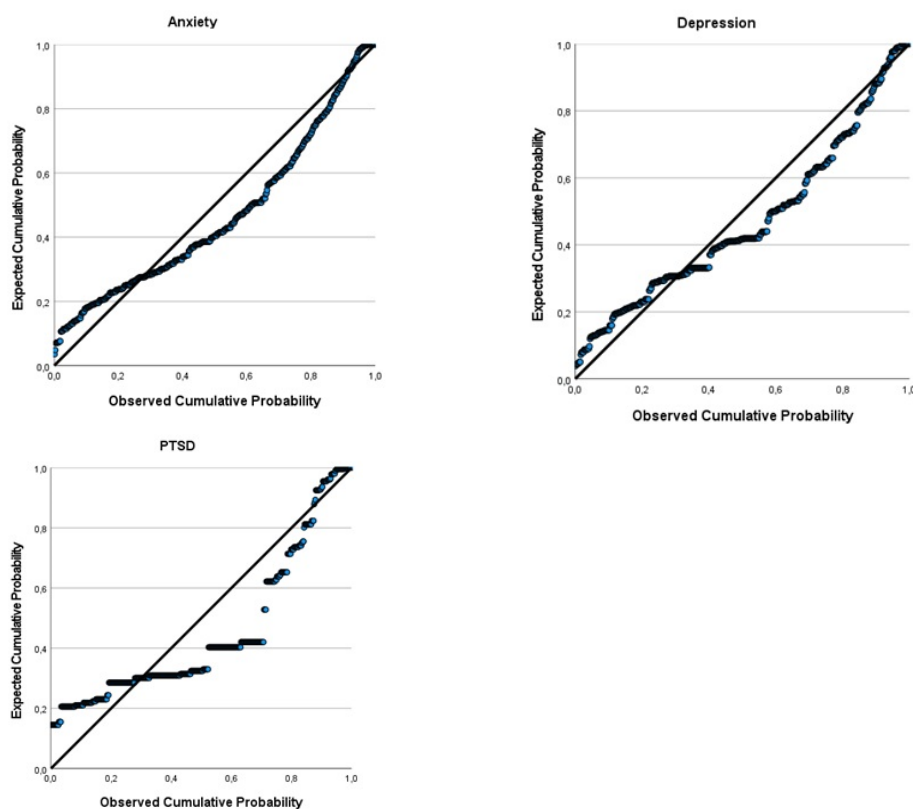 Anxiety
Expected Cumulative Probability
1,0
0,8
0,6
0,4
0,2
0,0
0,0 0,2 0,4 0,6 0,8 1,0
Observed Cumulative Probability
Depression
Expected Cumulative Probability
1,0
0,8
0,6
0,4
0,2
0,0
0,0 0,2 0,4 0,6 0,8 1,0
Observed Cumulative Probability
PTSD
Expected Cumulative Probability
1,0
0,8
0,6
0,4
0,2
0,0
0,0 0,2 0,4 0,6 0,8 1,0
Observed Cumulative Probability